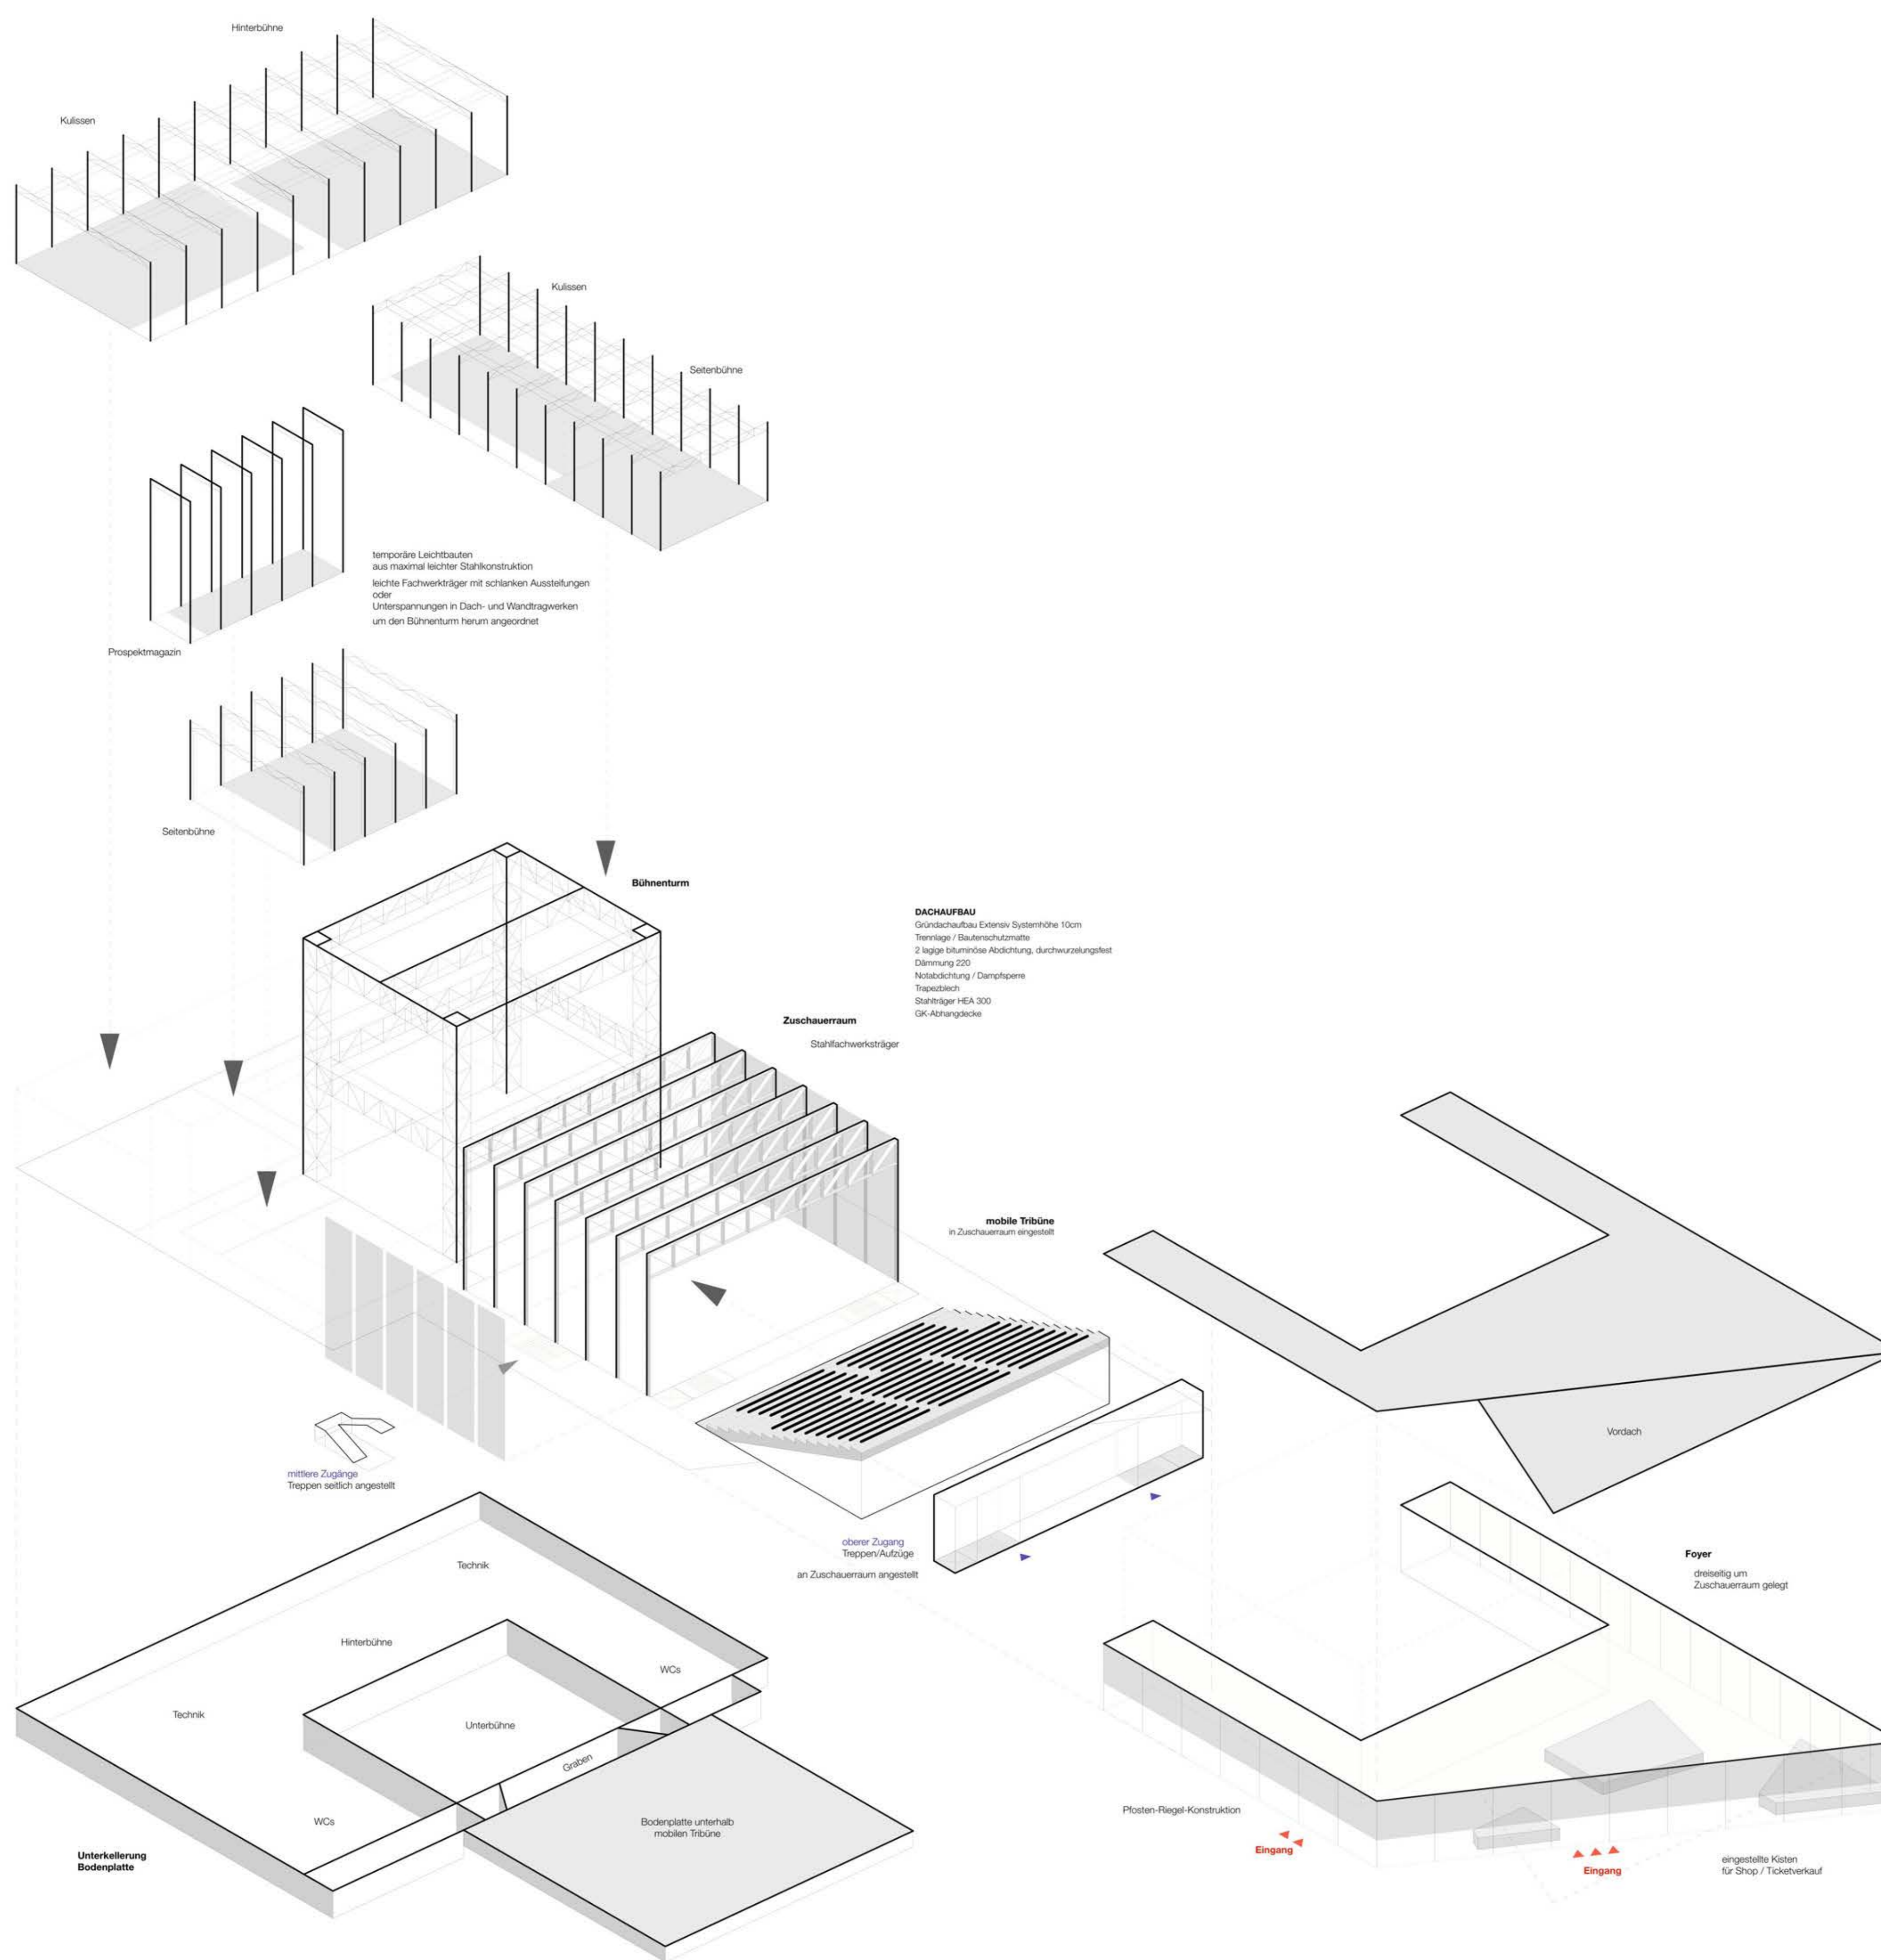 Hinterbühne
Kulissen
Kulissen
Seitenbühne
temporäre Leichtbauten
aus maximal leichter Stahlkonstruktion
leichte Fachwerkträger mit schlanken Aussteifungen
oder
Unterspannungen in Dach- und Wandtragwerken
um den Bühnenturm herum angeordnet
Prospektmagazin
Seitenbühne
Bühnenturm
DACHAUFBAU
Gründachaufbau Extensiv Systemhöhe 10cm
Trennlage / Bautenschutzmatte
2 lagige bituminöse Abdichtung, durchwurzelungsfest
Dämmung 220
Notabdichtung / Dampfsperre
Trapezblech
Stahlträger HEA 300
GK-Abhangdecke
Zuschauerraum
Stahlfachwerksträger
mobile Tribüne
in Zuschauerraum eingestellt
Vordach
mittlere Zugänge
Treppen seitlich angestellt
oberer Zugang
Treppen/Aufzüge
an Zuschauerraum angestellt
Foyer
dreiseitig um
Zuschauerraum gelegt
Technik
Hinterbühne
WCs
Technik
Unterbühne
Graben
WCs
Bodenplatte unterhalb
mobilen Tribüne
Unterkellerung
Bodenplatte
Pfosten-Riegel-Konstruktion
Eingang
Eingang
eingestellte Kisten
für Shop / Ticketverkauf